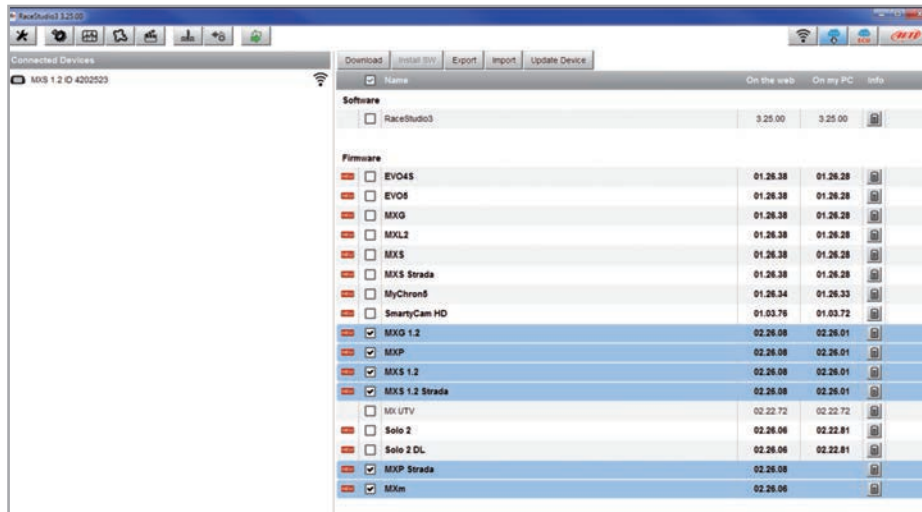 RaceStudio3 3.25.00
Connected Devices
MXS 1.2 ID 4202523
Download Install SW Export Import Update Device
Name On the web On my PC Info
Software
RaceStudio3 3.25.00 3.25.00
Firmware
EVO4S 01.26.38 01.26.28
EVO5 01.26.38 01.26.28
MXG 01.26.38 01.26.28
MXL2 01.26.38 01.26.28
MXS 01.26.38 01.26.28
MXS Strada 01.26.38 01.26.28
MyChron5 01.26.34 01.26.33
SmartyCam HD 01.03.76 01.03.72
MXG 1.2 02.26.08 02.26.01
MXP 02.26.08 02.26.01
MXS 1.2 02.26.08 02.26.01
MXS 1.2 Strada 02.26.08 02.26.01
MX UTV 02.22.72 02.22.72
Solo 2 02.26.06 02.22.81
Solo 2 DL 02.26.06 02.22.81
MXP Strada 02.26.08
MXm 02.26.06